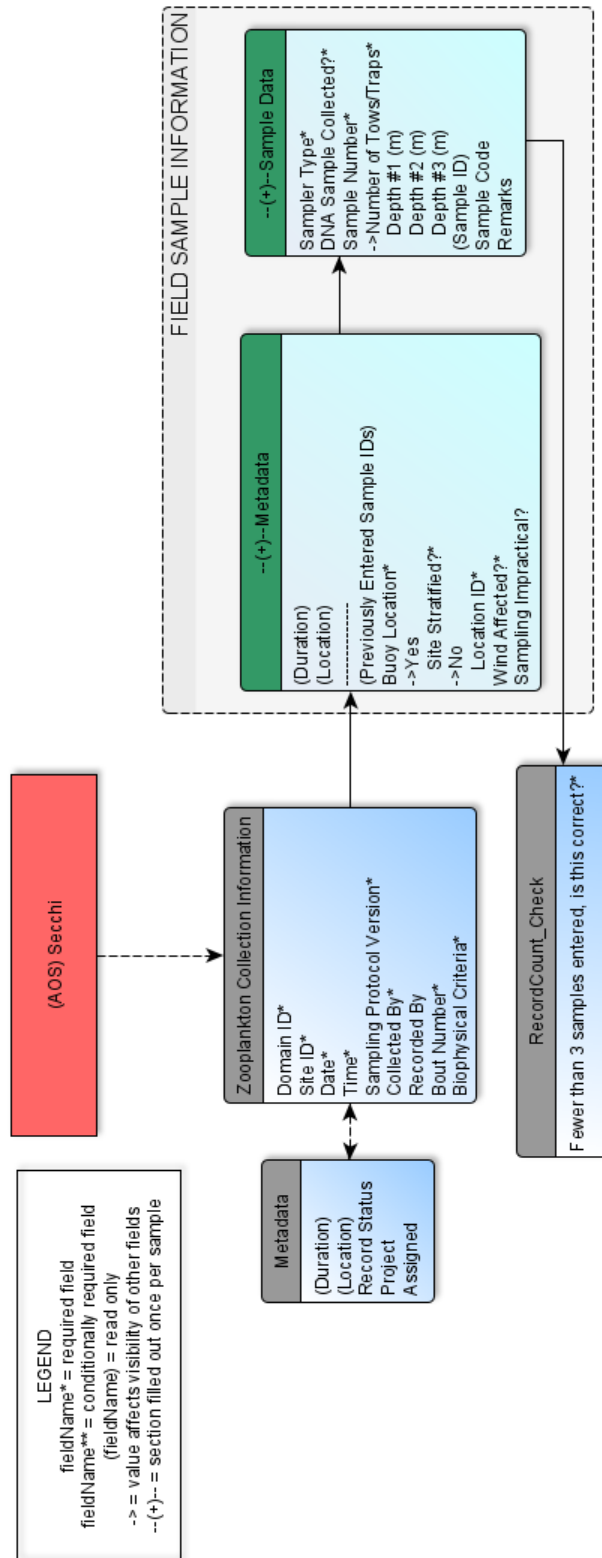 LEGEND
fieldName* = required field
fieldName** = conditionally required field
(fieldName) = read only
-> = value affects visibility of other fields
--(+)-- = section filled out once per sample
(AOS) Secchi
Metadata
(Duration)
(Location)
Record Status
Project
Assigned
Zooplankton Collection Information
Domain ID*
Site ID*
Date*
Time*
Sampling Protocol Version*
Collected By*
Recorded By
Bout Number*
Biophysical Criteria*
FIELD SAMPLE INFORMATION
--(+)--Metadata
(Duration)
(Location)
--------------
(Previously Entered Sample IDs)
Buoy Location*
->Yes
Site Stratified?*
->No
Location ID*
Wind Affected?*
Sampling Impractical?
--(+)--Sample Data
Sampler Type*
DNA Sample Collected?*
Sample Number*
->Number of Tows/Traps*
Depth #1 (m)
Depth #2 (m)
Depth #3 (m)
(Sample ID)
Sample Code
Remarks
RecordCount_Check
Fewer than 3 samples entered, is this correct?*